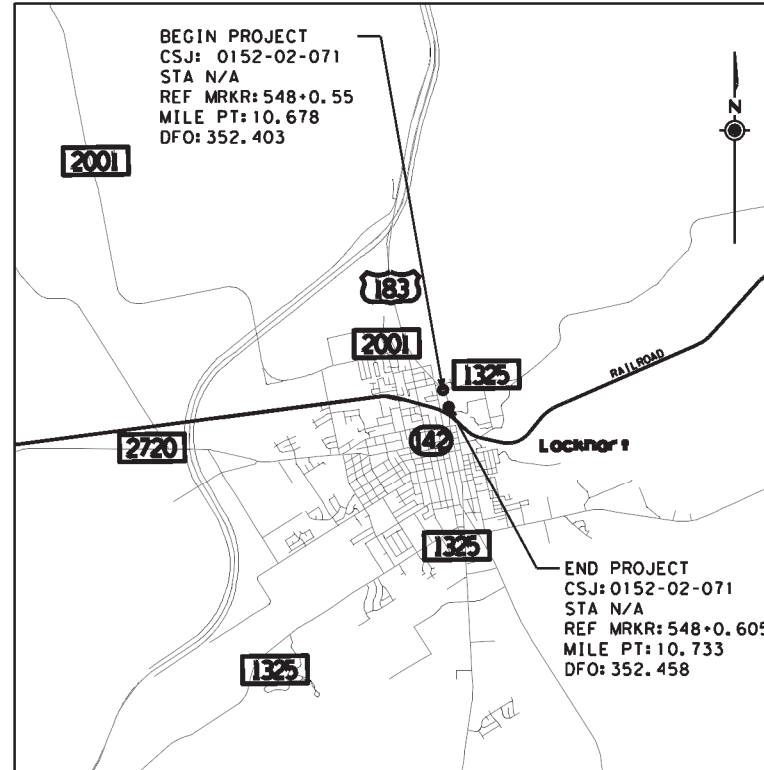 BEGIN PROJECT
CSJ: 0152-02-071
STA N/A
REF MRKR: 548+0.55
MILE PT: 10.678
DFO: 352.403
N
2001
183
2001
1325
RAILROAD
142
2720
Lockhart
1325
END PROJECT
CSJ: 0152-02-071
STA N/A
REF MRKR: 548+0.605
MILE PT: 10.733
DFO: 352.458
1325